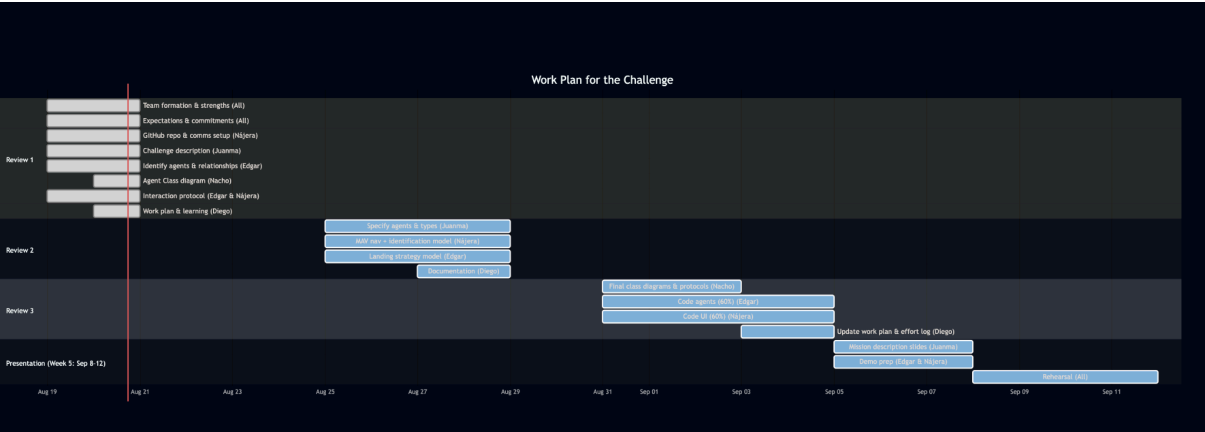 Work Plan for the Challenge
Review 1
Team formation & strengths (All)
Expectations & commitments (All)
GitHub repo & comms setup (Nájera)
Challenge description (Juanma)
Identify agents & relationships (Edgar)
Agent Class diagram (Nacho)
Interaction protocol (Edgar & Nájera)
Work plan & learning (Diego)
Review 2
Specify agents & types (Juanma)
MAV nav + identification model (Nájera)
Landing strategy model (Edgar)
Documentation (Diego)
Review 3
Final class diagrams & protocols (Nacho)
Code agents (60%) (Edgar)
Code UI (60%) (Nájera)
Update work plan & effort log (Diego)
Presentation (Week 5: Sep 8-12)
Mission description slides (Juanma)
Demo prep (Edgar & Nájera)
Rehearsal (All)
Aug 19 Aug 21 Aug 23 Aug 25 Aug 27 Aug 29 Aug 31 Sep 01 Sep 03 Sep 05 Sep 07 Sep 09 Sep 11